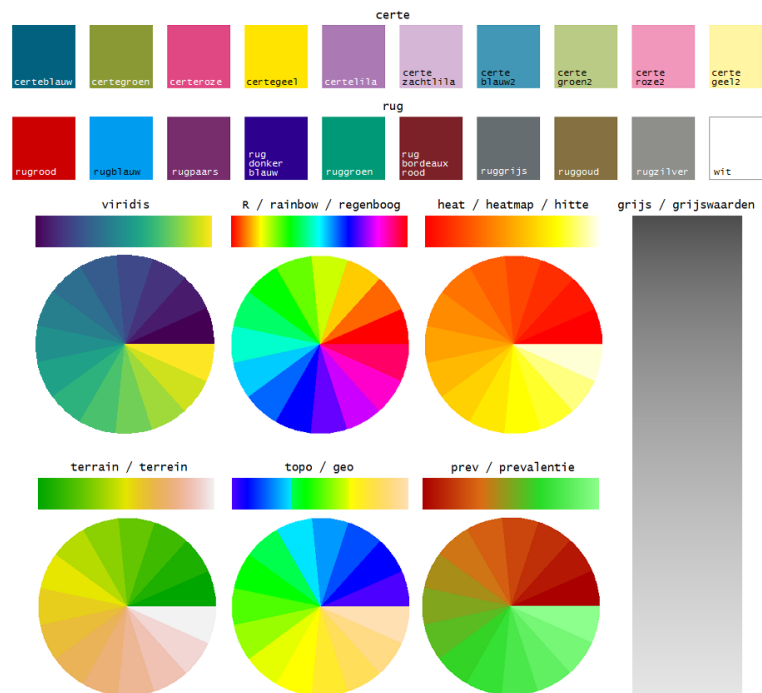 certe
certeblauw certegroen certeroze certegeel certelila certe zachtlila certe blauw2 certe groen2 certe roze2 certe geel2
rug
rugrood rugblauw rugpaars rug donker blauw ruggroen rug bordeaux rood ruggrijs ruggoud rugzilver wit
viridis R / rainbow / regenboog heat / heatmap / hitte grijs / grijswaarden
terrain / terrein topo / geo prev / prevalentie